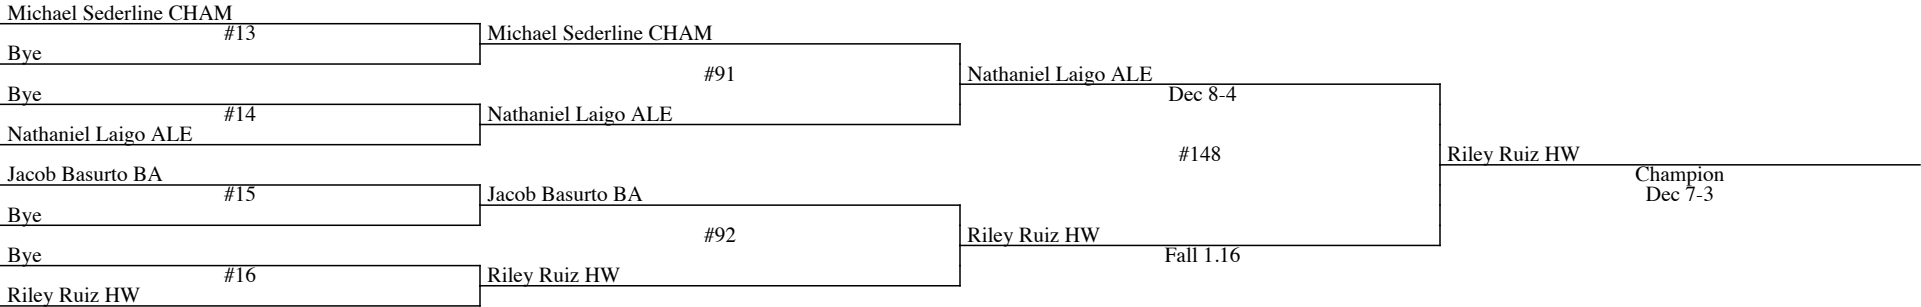 Michael Sederline CHAM
#13
Bye
Bye
#14
Nathaniel Laigo ALE
Jacob Basurto BA
#15
Bye
Bye
#16
Riley Ruiz HW
Michael Sederline CHAM
#91
Nathaniel Laigo ALE
Jacob Basurto BA
#92
Riley Ruiz HW
Nathaniel Laigo ALE
Dec 8-4
#148
Riley Ruiz HW
Fall 1.16
Riley Ruiz HW
Champion
Dec 7-3